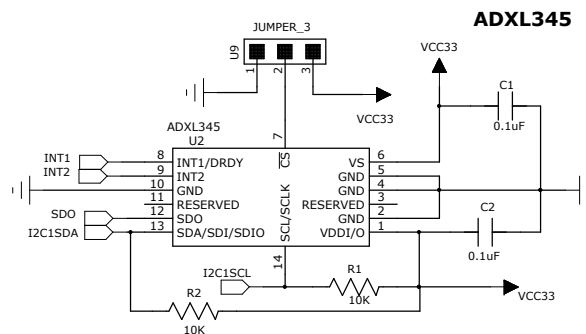 ADXL345
JUMPER_3
U9
1
2
3
VCC33
VCC33
C1
0.1uF
ADXL345
U2
7
CS
INT1
8
INT1/DRDY
VS
6
INT2
9
INT2
GND
5
10
GND
GND
4
11
RESERVED
RESERVED
3
SDO
12
SDO
GND
2
I2C1SDA
13
SDA/SDI/SDIO
VDDI/O
1
SCL/SCLK
14
C2
0.1uF
I2C1SCL
R1
10K
VCC33
R2
10K